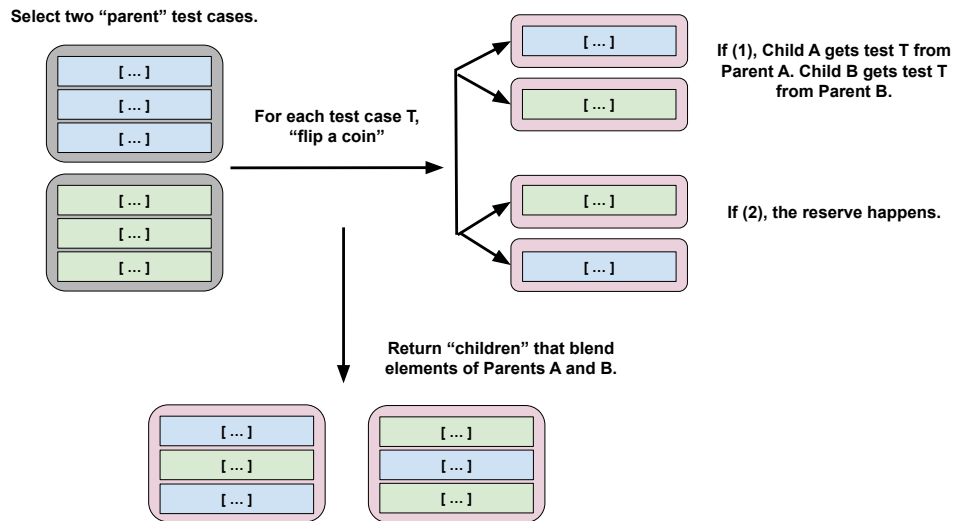 Select two “parent” test cases.
[ ... ]
[ ... ]
[ ... ]
[ ... ]
[ ... ]
[ ... ]
For each test case T,
“flip a coin”
[ ... ]
[ ... ]
If (1), Child A gets test T from
Parent A. Child B gets test T
from Parent B.
[ ... ]
[ ... ]
If (2), the reserve happens.
Return “children” that blend
elements of Parents A and B.
[ ... ]
[ ... ]
[ ... ]
[ ... ]
[ ... ]
[ ... ]